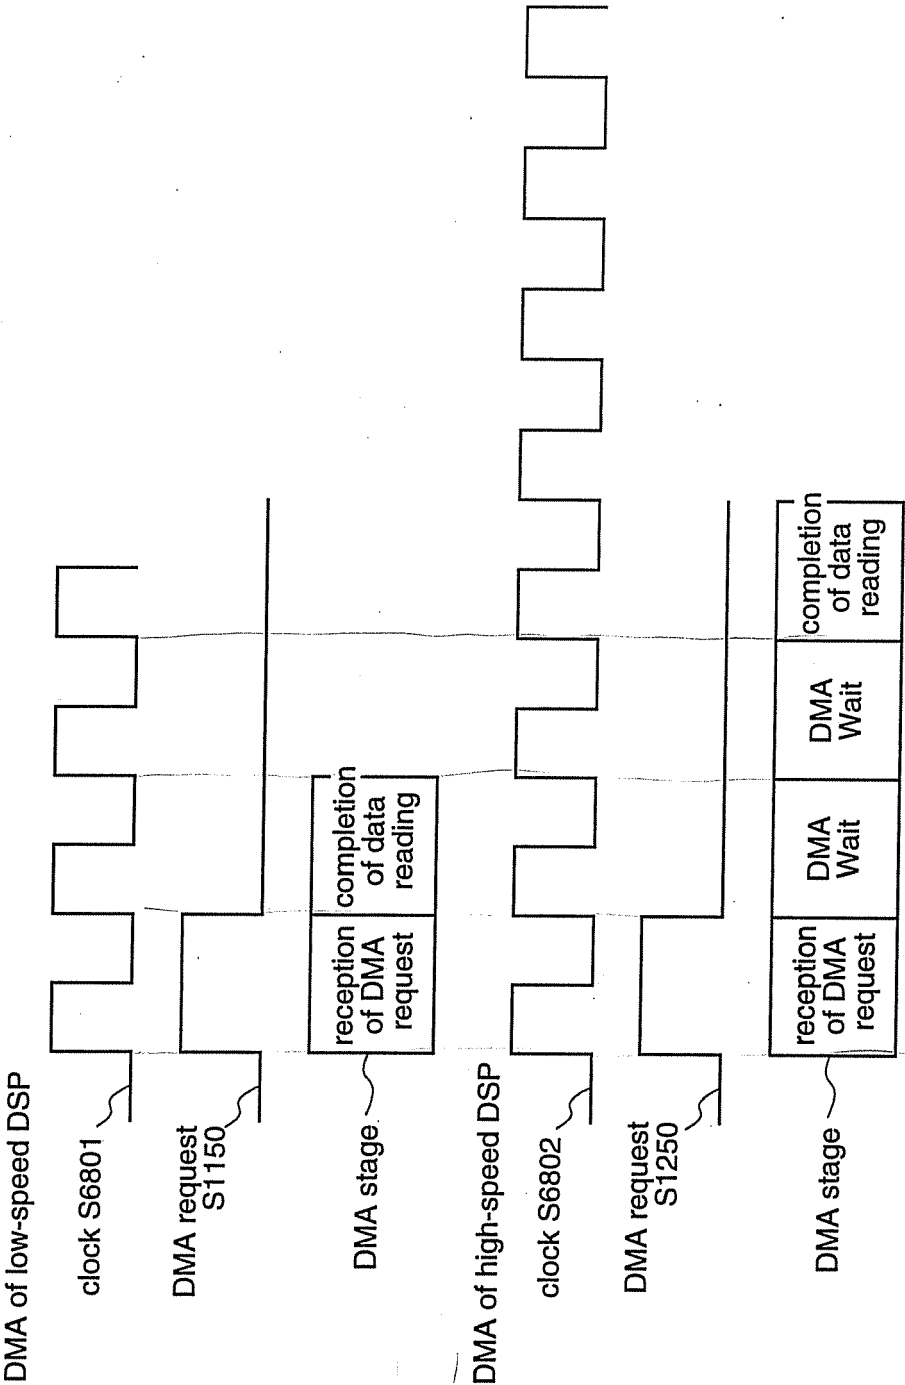 DMA of low-speed DSP
clock S6801
DMA request
S1150
DMA stage
reception
of DMA
request
completion
of data
reading
DMA of high-speed DSP
clock S6802
DMA request
S1250
DMA stage
reception
of DMA
request
DMA
Wait
DMA
Wait
completion
of data
reading